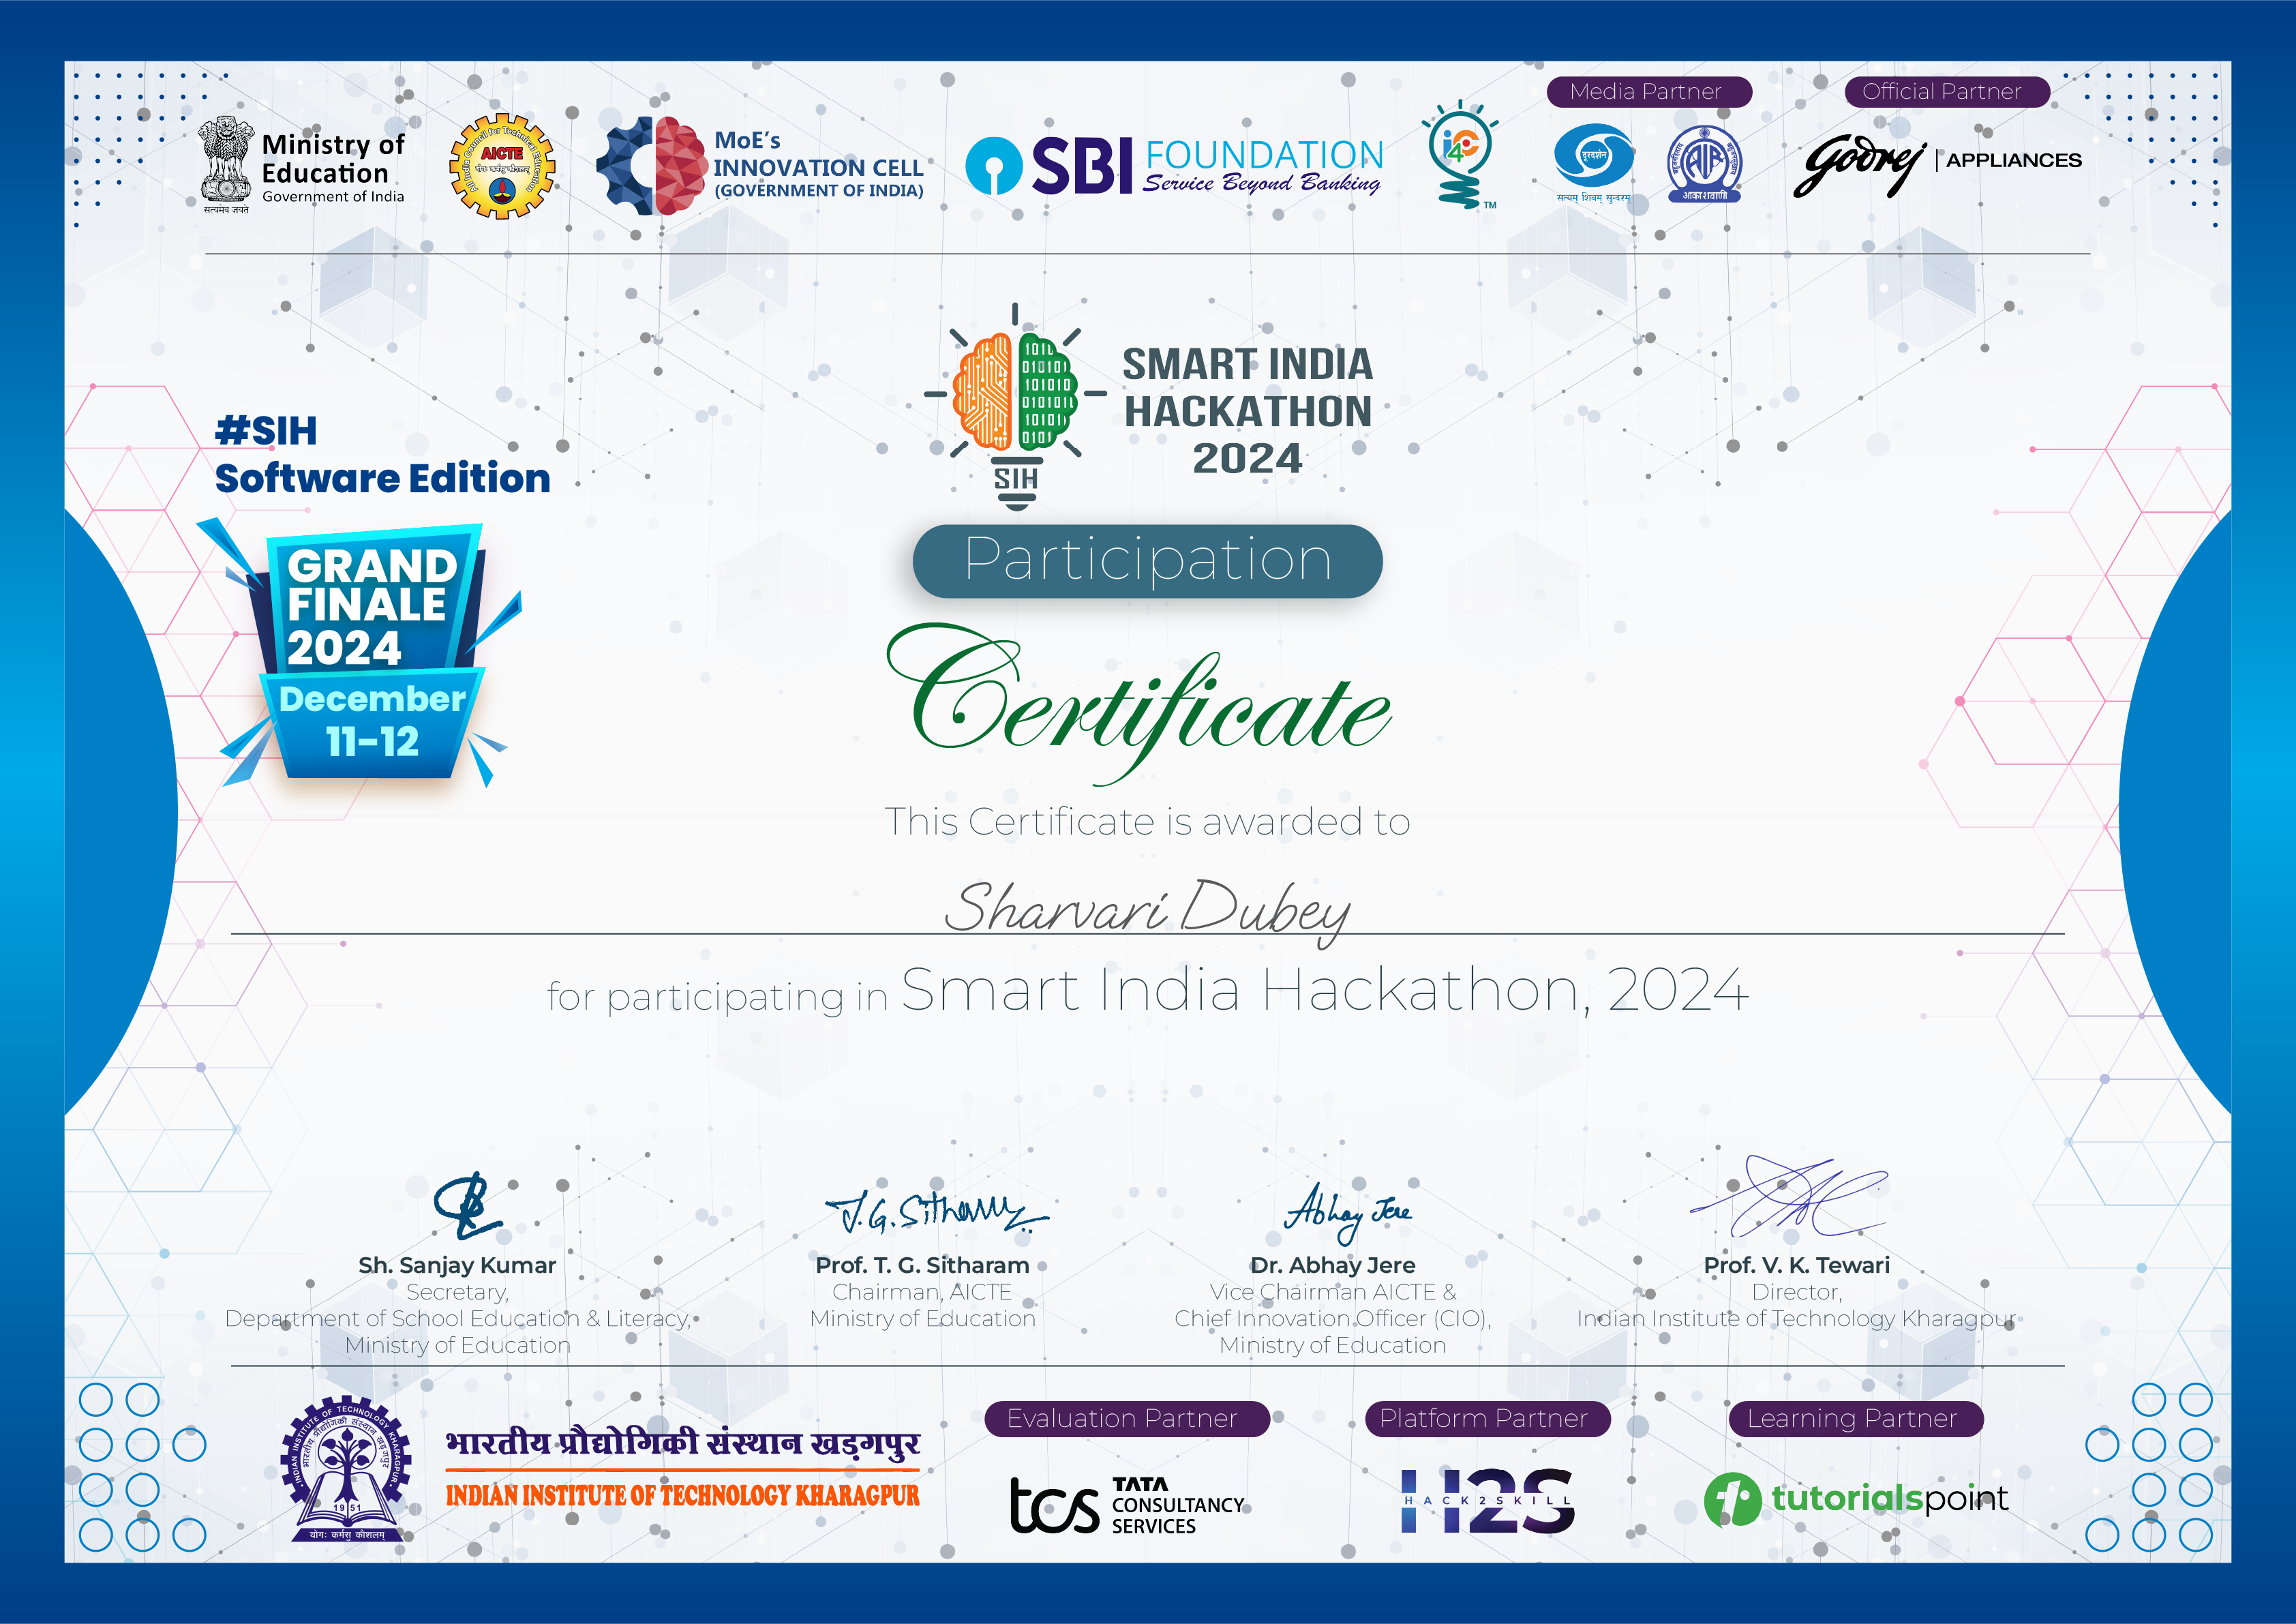 Media Partner
Official Partner
Ministry of
Education
Government of India
सत्यमेव जयते
All India Council for Technical Education
AICTE
MoE's
INNOVATION CELL
(GOVERNMENT OF INDIA)
SBI FOUNDATION
Service Beyond Banking
i4C
TM
दूरदर्शन
सत्यम् शिवम् सुन्दरम्
AIR
आकाशवाणी
Godrej | APPLIANCES
#SIH
Software Edition
GRAND
FINALE
2024
December
11-12
SIH
SMART INDIA
HACKATHON
2024
Participation
Certificate
This Certificate is awarded to
Sharvari Dubey
for participating in Smart India Hackathon, 2024
T.G. Sitharam
Abhay Jere
Sh. Sanjay Kumar
Secretary,
Department of School Education & Literacy,
Ministry of Education
Prof. T. G. Sitharam
Chairman, AICTE
Ministry of Education
Dr. Abhay Jere
Vice Chairman AICTE &
Chief Innovation Officer (CIO),
Ministry of Education
Prof. V. K. Tewari
Director,
Indian Institute of Technology Kharagpur
INDIAN INSTITUTE OF TECHNOLOGY KHARAGPUR
भारतीय प्रौद्योगिकी संस्थान खड़गपुर
1951
योगः कर्मसु कौशलम्
भारतीय प्रौद्योगिकी संस्थान खड़गपुर
INDIAN INSTITUTE OF TECHNOLOGY KHARAGPUR
Evaluation Partner
tcs TATA
CONSULTANCY
SERVICES
Platform Partner
H2S
HACK2SKILL
Learning Partner
tutorialspoint